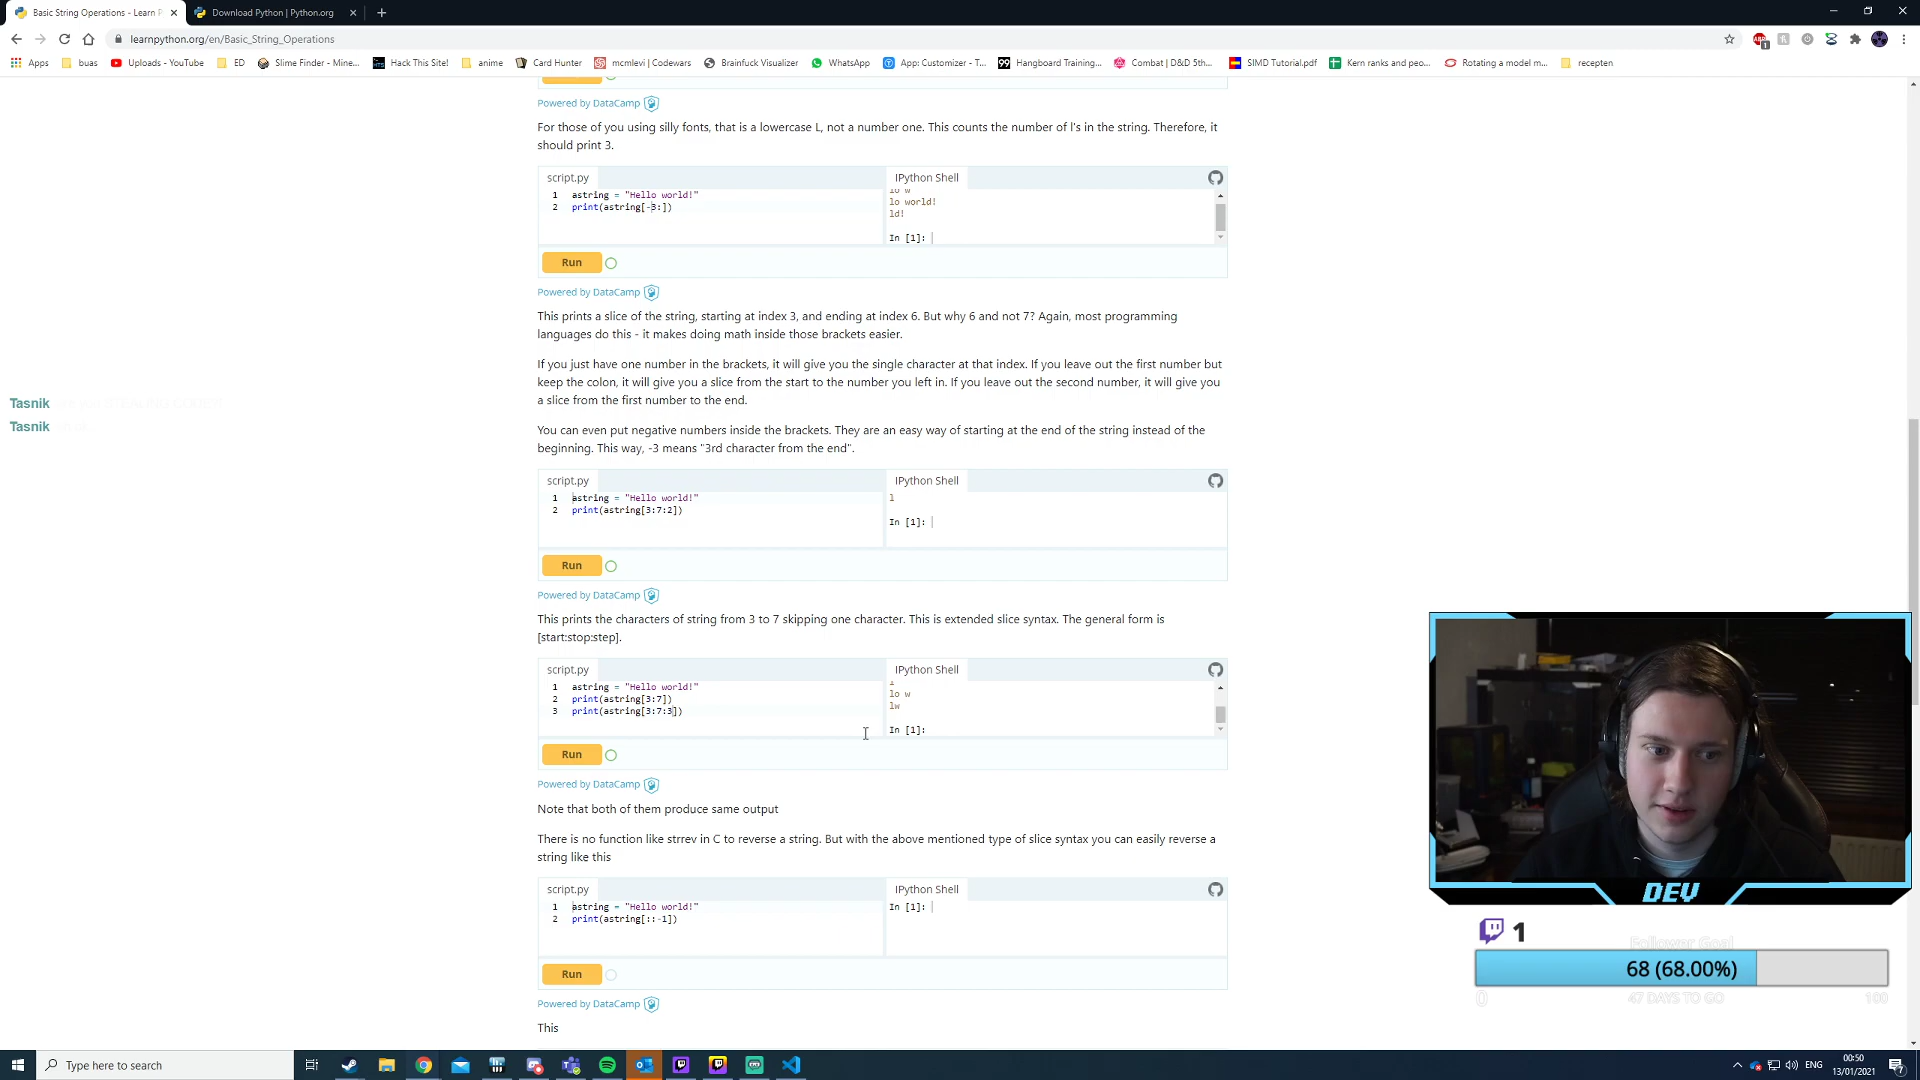 Basic String Operations - Learn P
Download Python | Python.org
learnpython.org/en/Basic_String_Operations
Apps
buas
Uploads - YouTube
ED
Slime Finder - Mine...
Hack This Site!
anime
Card Hunter
mcmlevi | Codewars
Brainfuck Visualizer
WhatsApp
App: Customizer - T...
Hangboard Training...
Combat | D&D 5th...
SIMD Tutorial.pdf
Kern ranks and peo...
Rotating a model m...
recepten
Powered by DataCamp
For those of you using silly fonts, that is a lowercase L, not a number one. This counts the number of l's in the string. Therefore, it
should print 3.
script.py
IPython Shell
1 astring = "Hello world!"
2 print(astring[-3:])
lo w
lo world!
ld!
In [1]:
Run
Powered by DataCamp
This prints a slice of the string, starting at index 3, and ending at index 6. But why 6 and not 7? Again, most programming
languages do this - it makes doing math inside those brackets easier.
If you just have one number in the brackets, it will give you the single character at that index. If you leave out the first number but
keep the colon, it will give you a slice from the start to the number you left in. If you leave out the second number, it will give you
a slice from the first number to the end.
Tasnik
Tasnik
You can even put negative numbers inside the brackets. They are an easy way of starting at the end of the string instead of the
beginning. This way, -3 means "3rd character from the end".
script.py
IPython Shell
1 astring = "Hello world!"
2 print(astring[3:7:2])
l
In [1]:
Run
Powered by DataCamp
This prints the characters of string from 3 to 7 skipping one character. This is extended slice syntax. The general form is
[start:stop:step].
script.py
IPython Shell
1 astring = "Hello world!"
2 print(astring[3:7])
3 print(astring[3:7:3])
lo w
lw
In [1]:
Run
Powered by DataCamp
Note that both of them produce same output
There is no function like strrev in C to reverse a string. But with the above mentioned type of slice syntax you can easily reverse a
string like this
script.py
IPython Shell
1 astring = "Hello world!"
2 print(astring[::-1])
In [1]:
Run
Powered by DataCamp
This
DEV
1
Follower Goal
68 (68.00%)
0
47 DAYS TO GO
100
Type here to search
ENG
00:50
13/01/2021
7